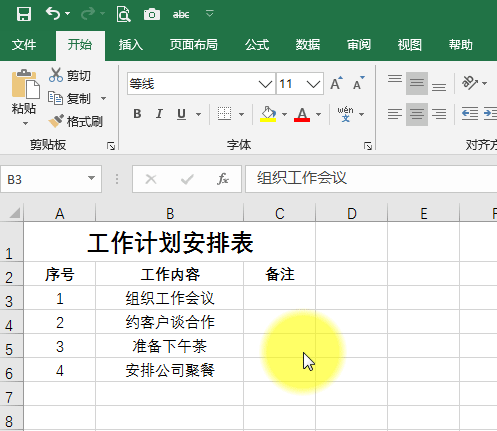 abc
文件 开始 插入 页面布局 公式 数据 审阅 视图 帮助
粘贴 剪切 复制 格式刷 剪贴板
等线 11 A A
B I U A wén 文 字体
对齐方
B3 fx 组织工作会议
A B C D E F
1 工作计划安排表
2 序号 工作内容 备注
3 1 组织工作会议
4 2 约客户谈合作
5 3 准备下午茶
6 4 安排公司聚餐
7
8